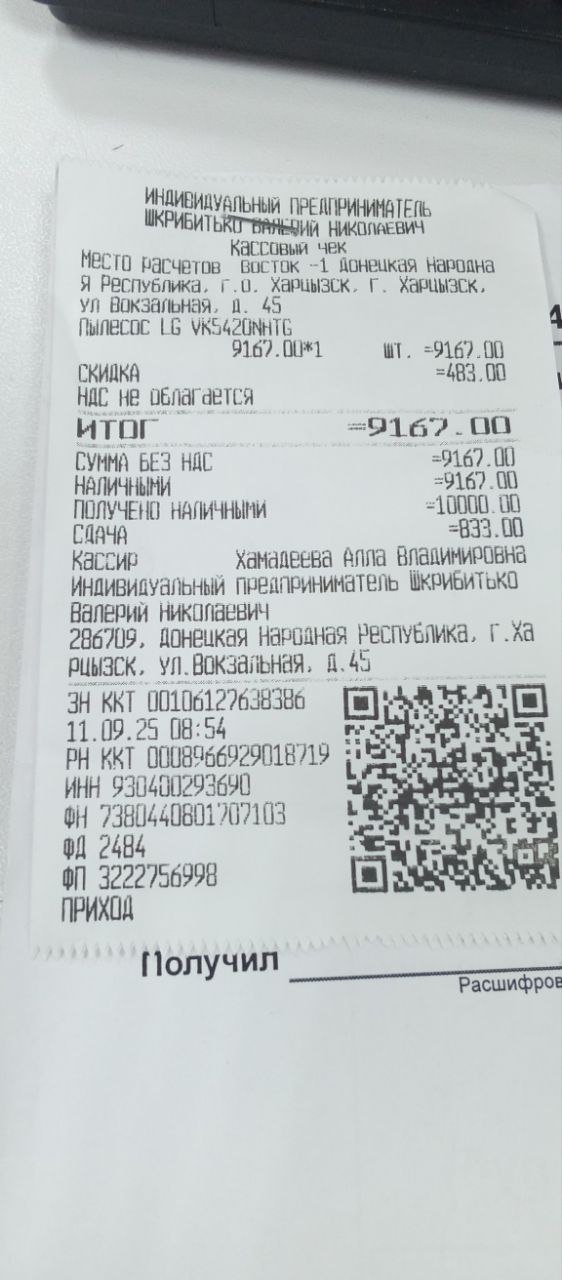 ИНДИВИДУАЛЬНЫЙ ПРЕДПРИНИМАТЕЛЬ
ШКРИБИТЬКО ВАЛЕРИЙ НИКОЛАЕВИЧ
Кассовый чек
Место расчетов Восток -1 Донецкая Народна
я Республика, г.о. Харцызск, г. Харцызск,
ул Вокзальная, д. 45
Пылесос LG VK5420NHTG
9167.00*1 шт. =9167.00
СКИДКА =483.00
НДС не облагается
ИТОГ =9167.00
СУММА БЕЗ НДС =9167.00
НАЛИЧНЫМИ =9167.00
ПОЛУЧЕНО НАЛИЧНЫМИ =10000.00
СДАЧА =833.00
Кассир Хамадеева Алла Владимировна
Индивидуальный предприниматель Шкрибитько
Валерий Николаевич
286709, Донецкая Народная Республика, г.Ха
рцызск, ул.Вокзальная, д.45
ЗН ККТ 00106127638386
11.09.25 08:54
РН ККТ 0008966929018719
ИНН 930400293690
ФН 7380440801707103
ФД 2484
ФП 3222756998
ПРИХОД
Получил
Расшифров